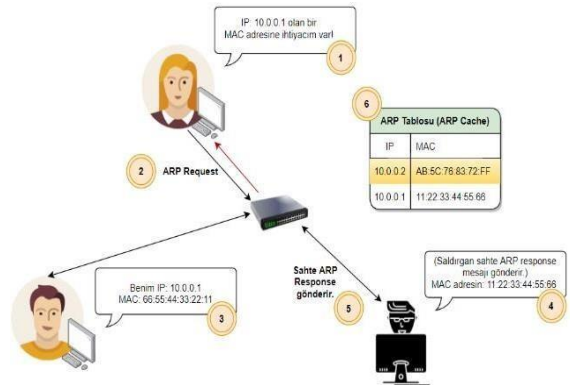 IP: 10.0.0.1 olan bir
MAC adresine ihtiyacım var!
1
2
ARP Request
Benim IP: 10.0.0.1
MAC: 66:55:44:33:22:11
3
(Saldırgan sahte ARP response
mesajı gönderir.)
MAC adresin: 11:22:33:44:55:66
4
Sahte ARP
Response
gönderir.
5
6
ARP Tablosu (ARP Cache)
IP MAC
10.0.0.2 AB:5C:76:83:72:FF
10.0.0.1 11:22:33:44:55:66